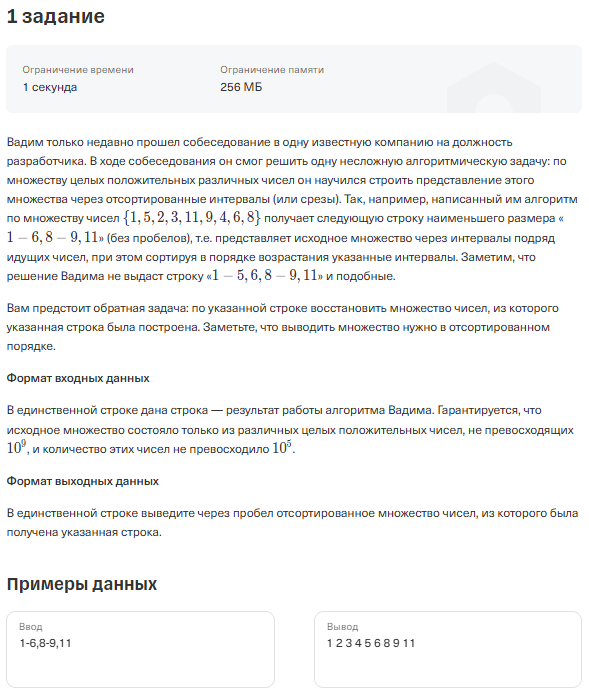 1 задание
Ограничение времени
1 секунда
Ограничение памяти
256 МБ
Вадим только недавно прошел собеседование в одну известную компанию на должность
разработчика. В ходе собеседования он смог решить одну несложную алгоритмическую задачу: по
множеству целых положительных различных чисел он научился строить представление этого
множества через отсортированные интервалы (или срезы). Так, например, написанный им алгоритм
по множеству чисел {1, 5, 2, 3, 11, 9, 4, 6, 8} получает следующую строку наименьшего размера «
1 − 6, 8 − 9, 11» (без пробелов), т.е. представляет исходное множество через интервалы подряд
идущих чисел, при этом сортируя в порядке возрастания указанные интервалы. Заметим, что
решение Вадима не выдаст строку «1 − 5, 6, 8 − 9, 11» и подобные.
Вам предстоит обратная задача: по указанной строке восстановить множество чисел, из которого
указанная строка была построена. Заметьте, что выводить множество нужно в отсортированном
порядке.
Формат входных данных
В единственной строке дана строка — результат работы алгоритма Вадима. Гарантируется, что
исходное множество состояло только из различных целых положительных чисел, не превосходящих
10⁹, и количество этих чисел не превосходило 10⁵.
Формат выходных данных
В единственной строке выведите через пробел отсортированное множество чисел, из которого была
получена указанная строка.
Примеры данных
Ввод
1-6,8-9,11
Вывод
1 2 3 4 5 6 8 9 11